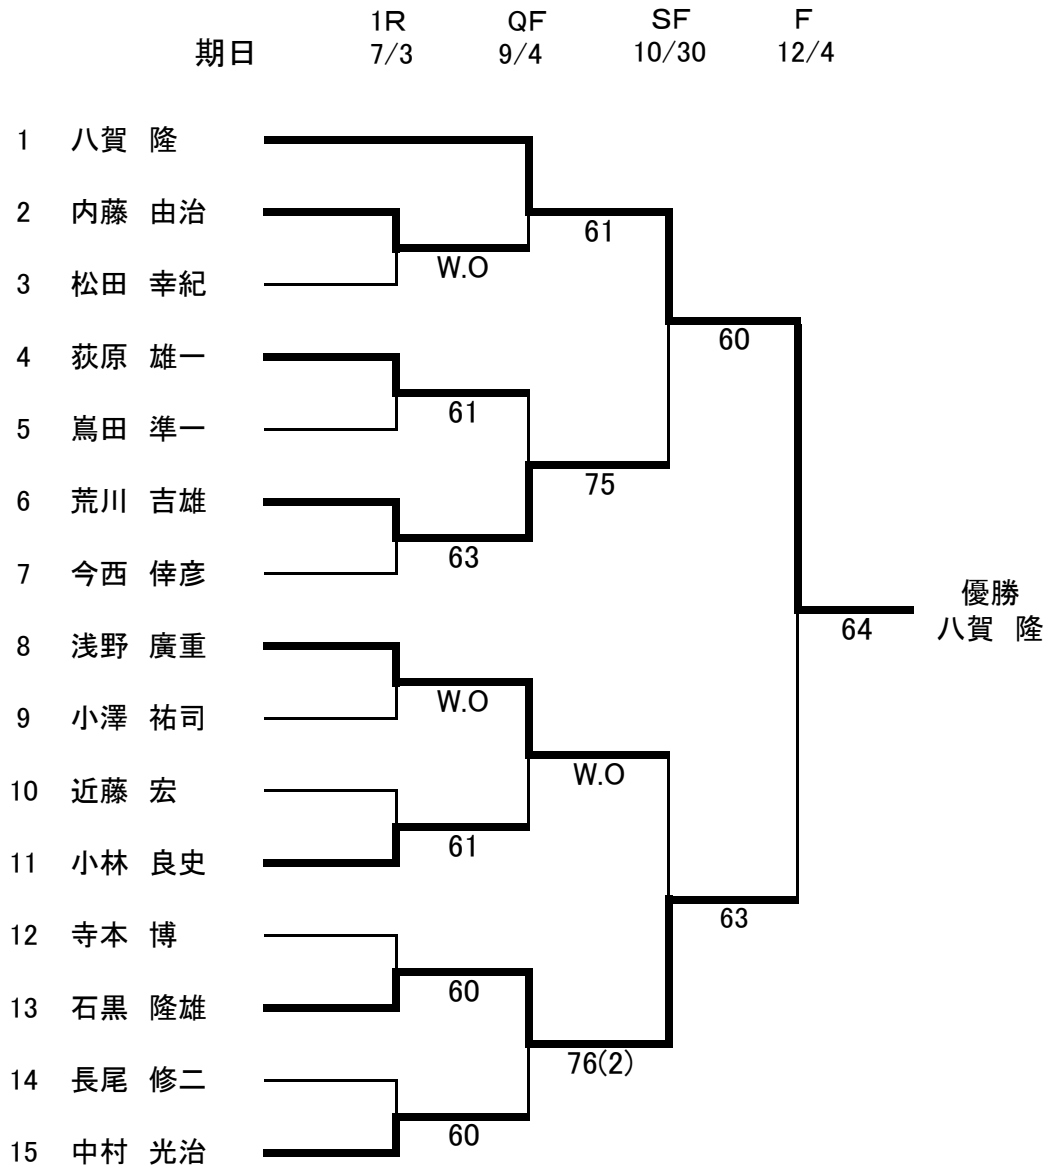 1R QF SF F
期日 7/3 9/4 10/30 12/4
1 八賀 隆
2 内藤 由治
61
W.O
3 松田 幸紀
60
4 荻原 雄一
61
5 嶌田 準一
75
6 荒川 吉雄
63
7 今西 倖彦
優勝
64 八賀 隆
8 浅野 廣重
W.O
9 小澤 祐司
W.O
10 近藤 宏
61
11 小林 良史
63
12 寺本 博
60
13 石黒 隆雄
76(2)
14 長尾 修二
60
15 中村 光治